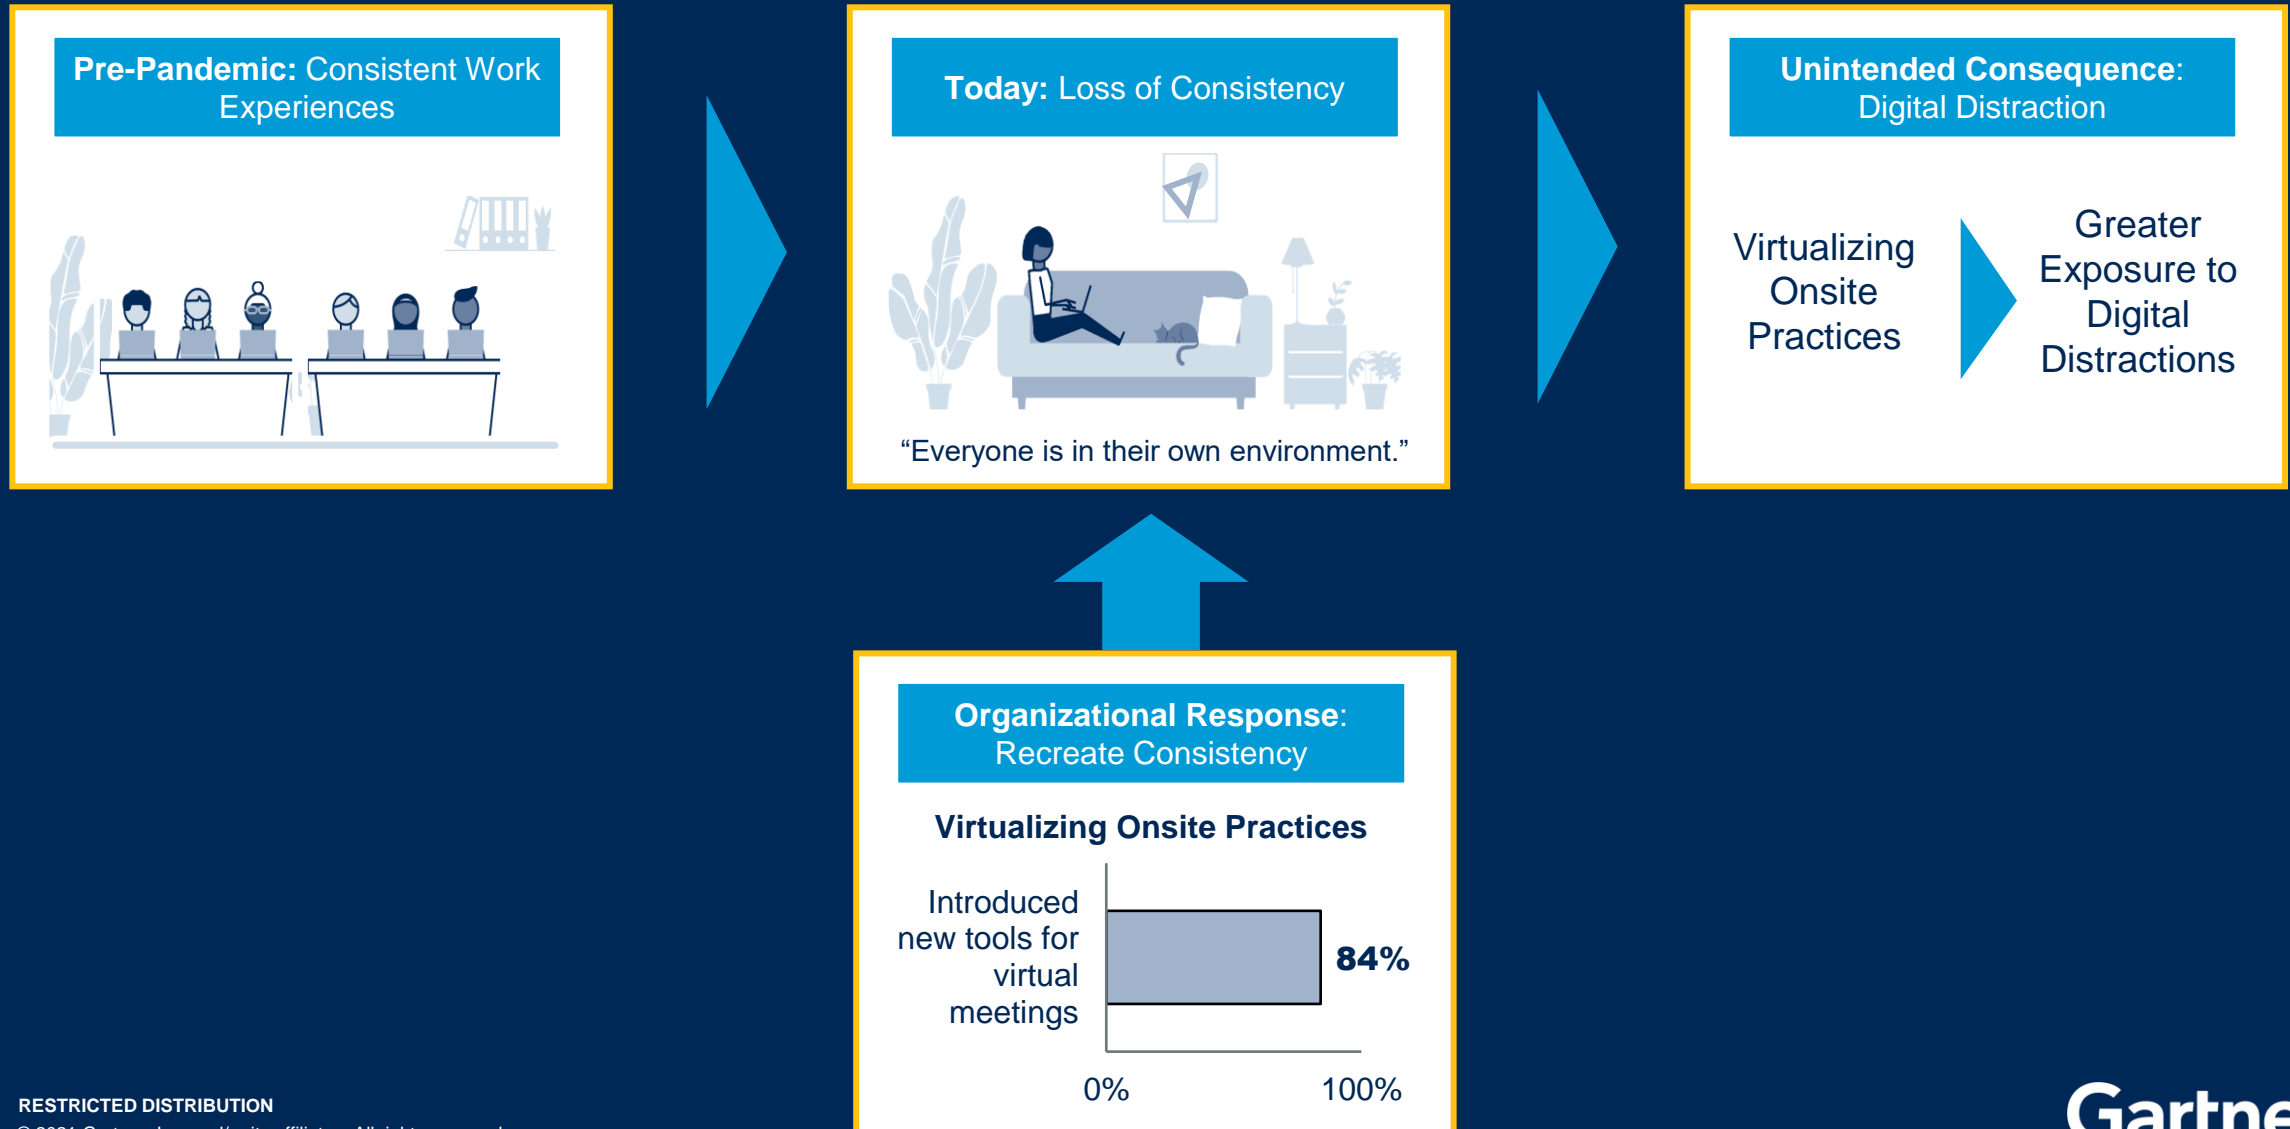 Pre-Pandemic: Consistent Work
Experiences
Today: Loss of Consistency
"Everyone is in their own environment."
Unintended Consequence:
Digital Distraction
Virtualizing
Onsite
Practices
Greater
Exposure to
Digital
Distractions
Organizational Response:
Recreate Consistency
Virtualizing Onsite Practices
Introduced
new tools for
virtual
meetings
84%
0%
100%
RESTRICTED DISTRIBUTION
Gartne